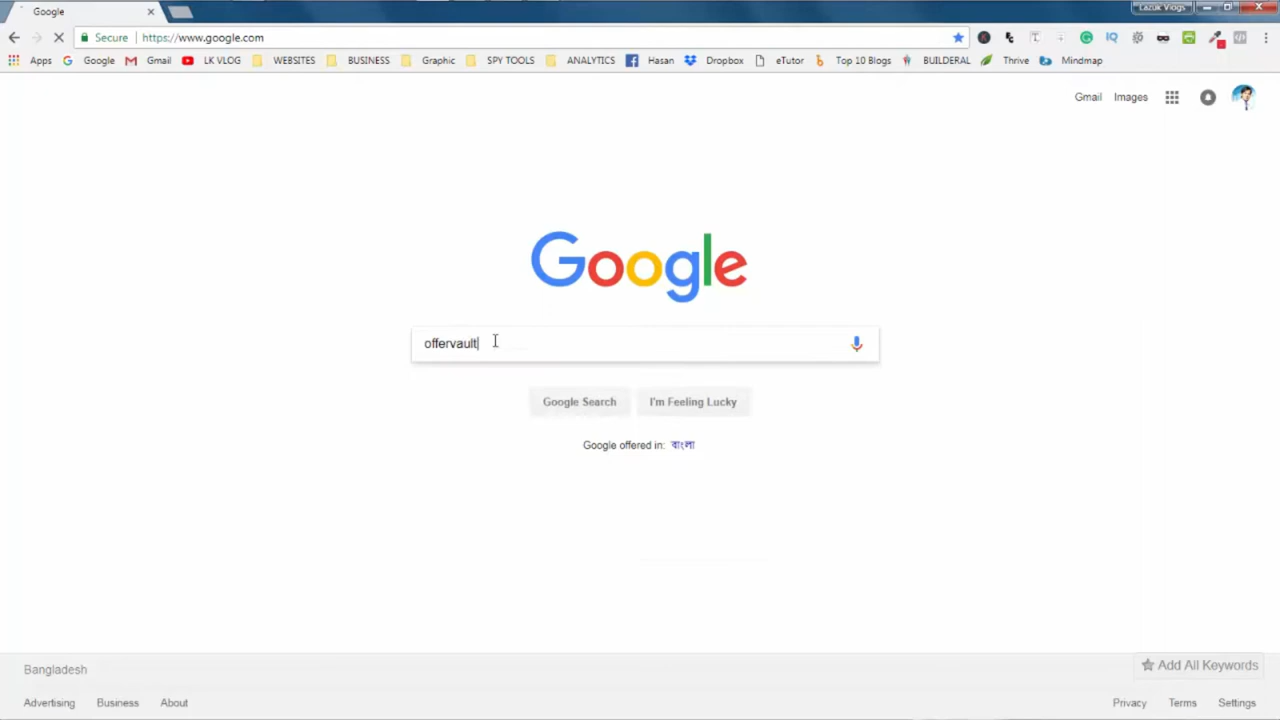 Google
Lazuk Vlogs
Secure
https://www.google.com
Apps Google Gmail LK VLOG WEBSITES BUSINESS Graphic SPY TOOLS ANALYTICS Hasan Dropbox eTutor Top 10 Blogs BUILDERAL Thrive Mindmap
Gmail Images
Google
offervault
Google Search I'm Feeling Lucky
Google offered in: বাংলা
Bangladesh
Add All Keywords
Advertising Business About
Privacy Terms Settings